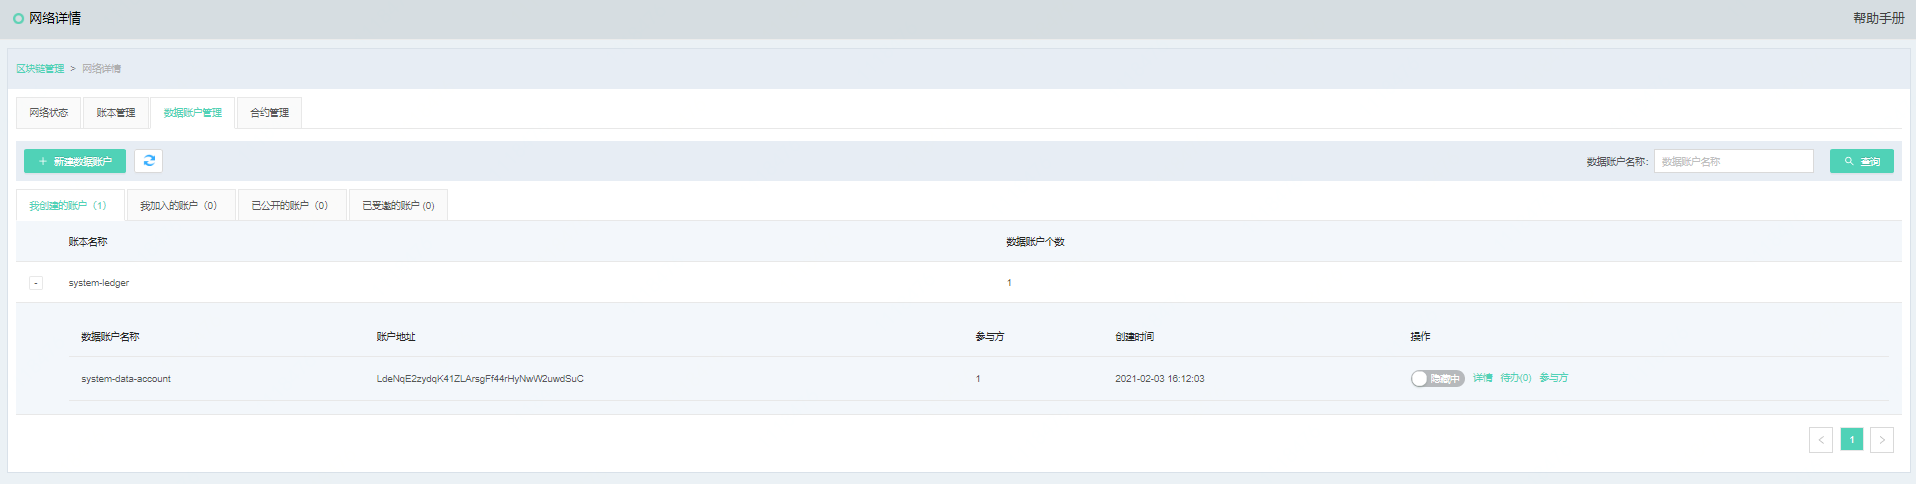 网络详情 帮助手册
区块链管理 > 网络详情
网络状态 账本管理 数据账户管理 合约管理
+ 新建数据账户 数据账户名称: 数据账户名称 查询
我创建的账户（1） 我加入的账户（0） 已公开的账户（0） 已受邀的账户 (0)
账本名称 数据账户个数
- system-ledger 1
数据账户名称 账户地址 参与方 创建时间 操作
system-data-account LdeNqE2zydqK41ZLArsgFf44rHyNwW2uwdSuC 1 2021-02-03 16:12:03 隐藏中 详情 待办(0) 参与方
< 1 >